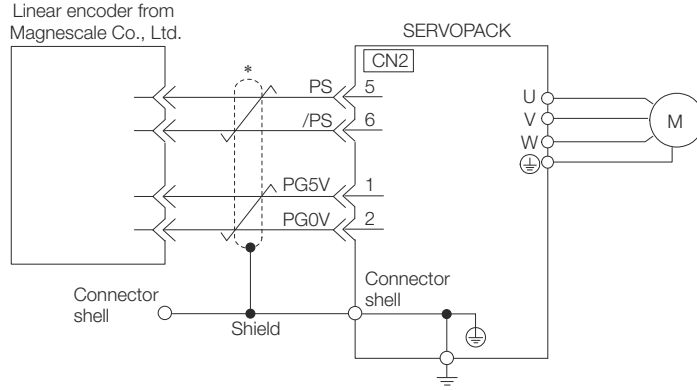 Linear encoder from
Magnescale Co., Ltd.
SERVOPACK
CN2
*
PS 5
/PS 6
PG5V 1
PG0V 2
U
V
W
M
Connector
shell
Shield
Connector
shell